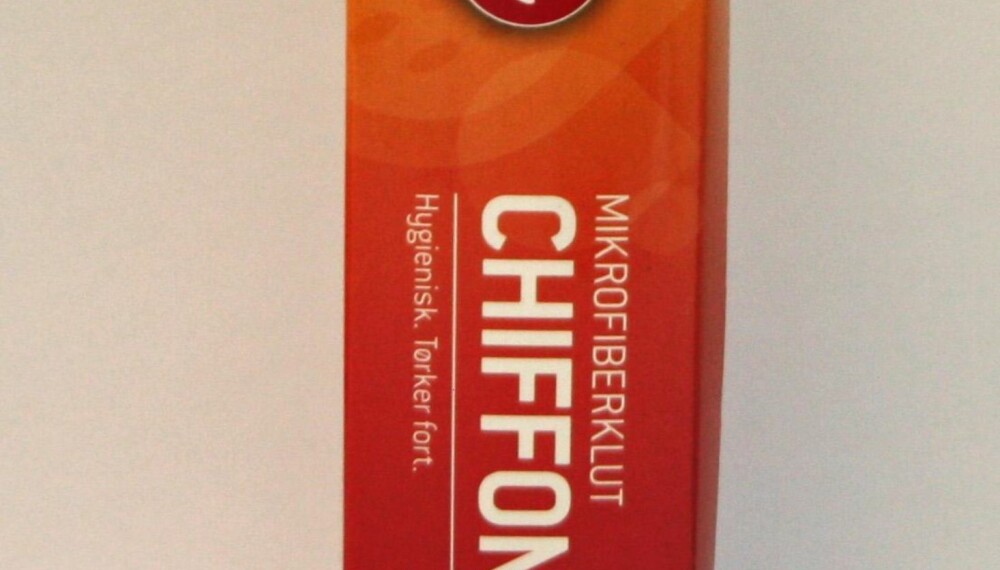 MIKROFIBERKLUT
CHIFFON
Hygienisk. Tørker fort.